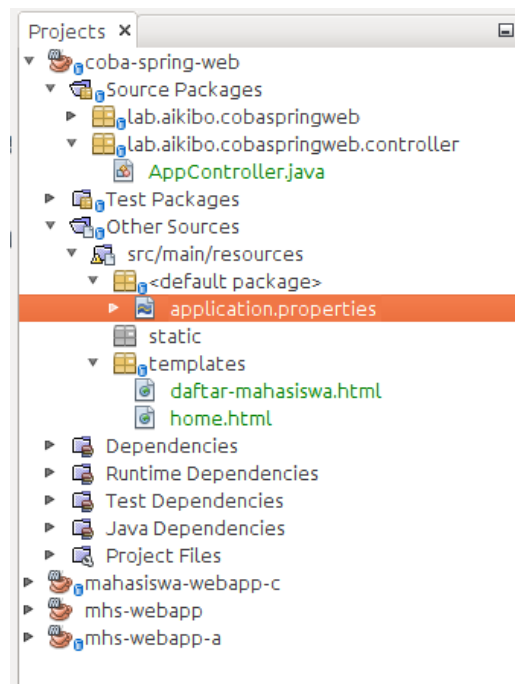 Projects
coba-spring-web
Source Packages
lab.aikibo.cobaspringweb
lab.aikibo.cobaspringweb.controller
AppController.java
Test Packages
Other Sources
src/main/resources
<default package>
application.properties
static
templates
daftar-mahasiswa.html
home.html
Dependencies
Runtime Dependencies
Test Dependencies
Java Dependencies
Project Files
mahasiswa-webapp-c
mhs-webapp
mhs-webapp-a